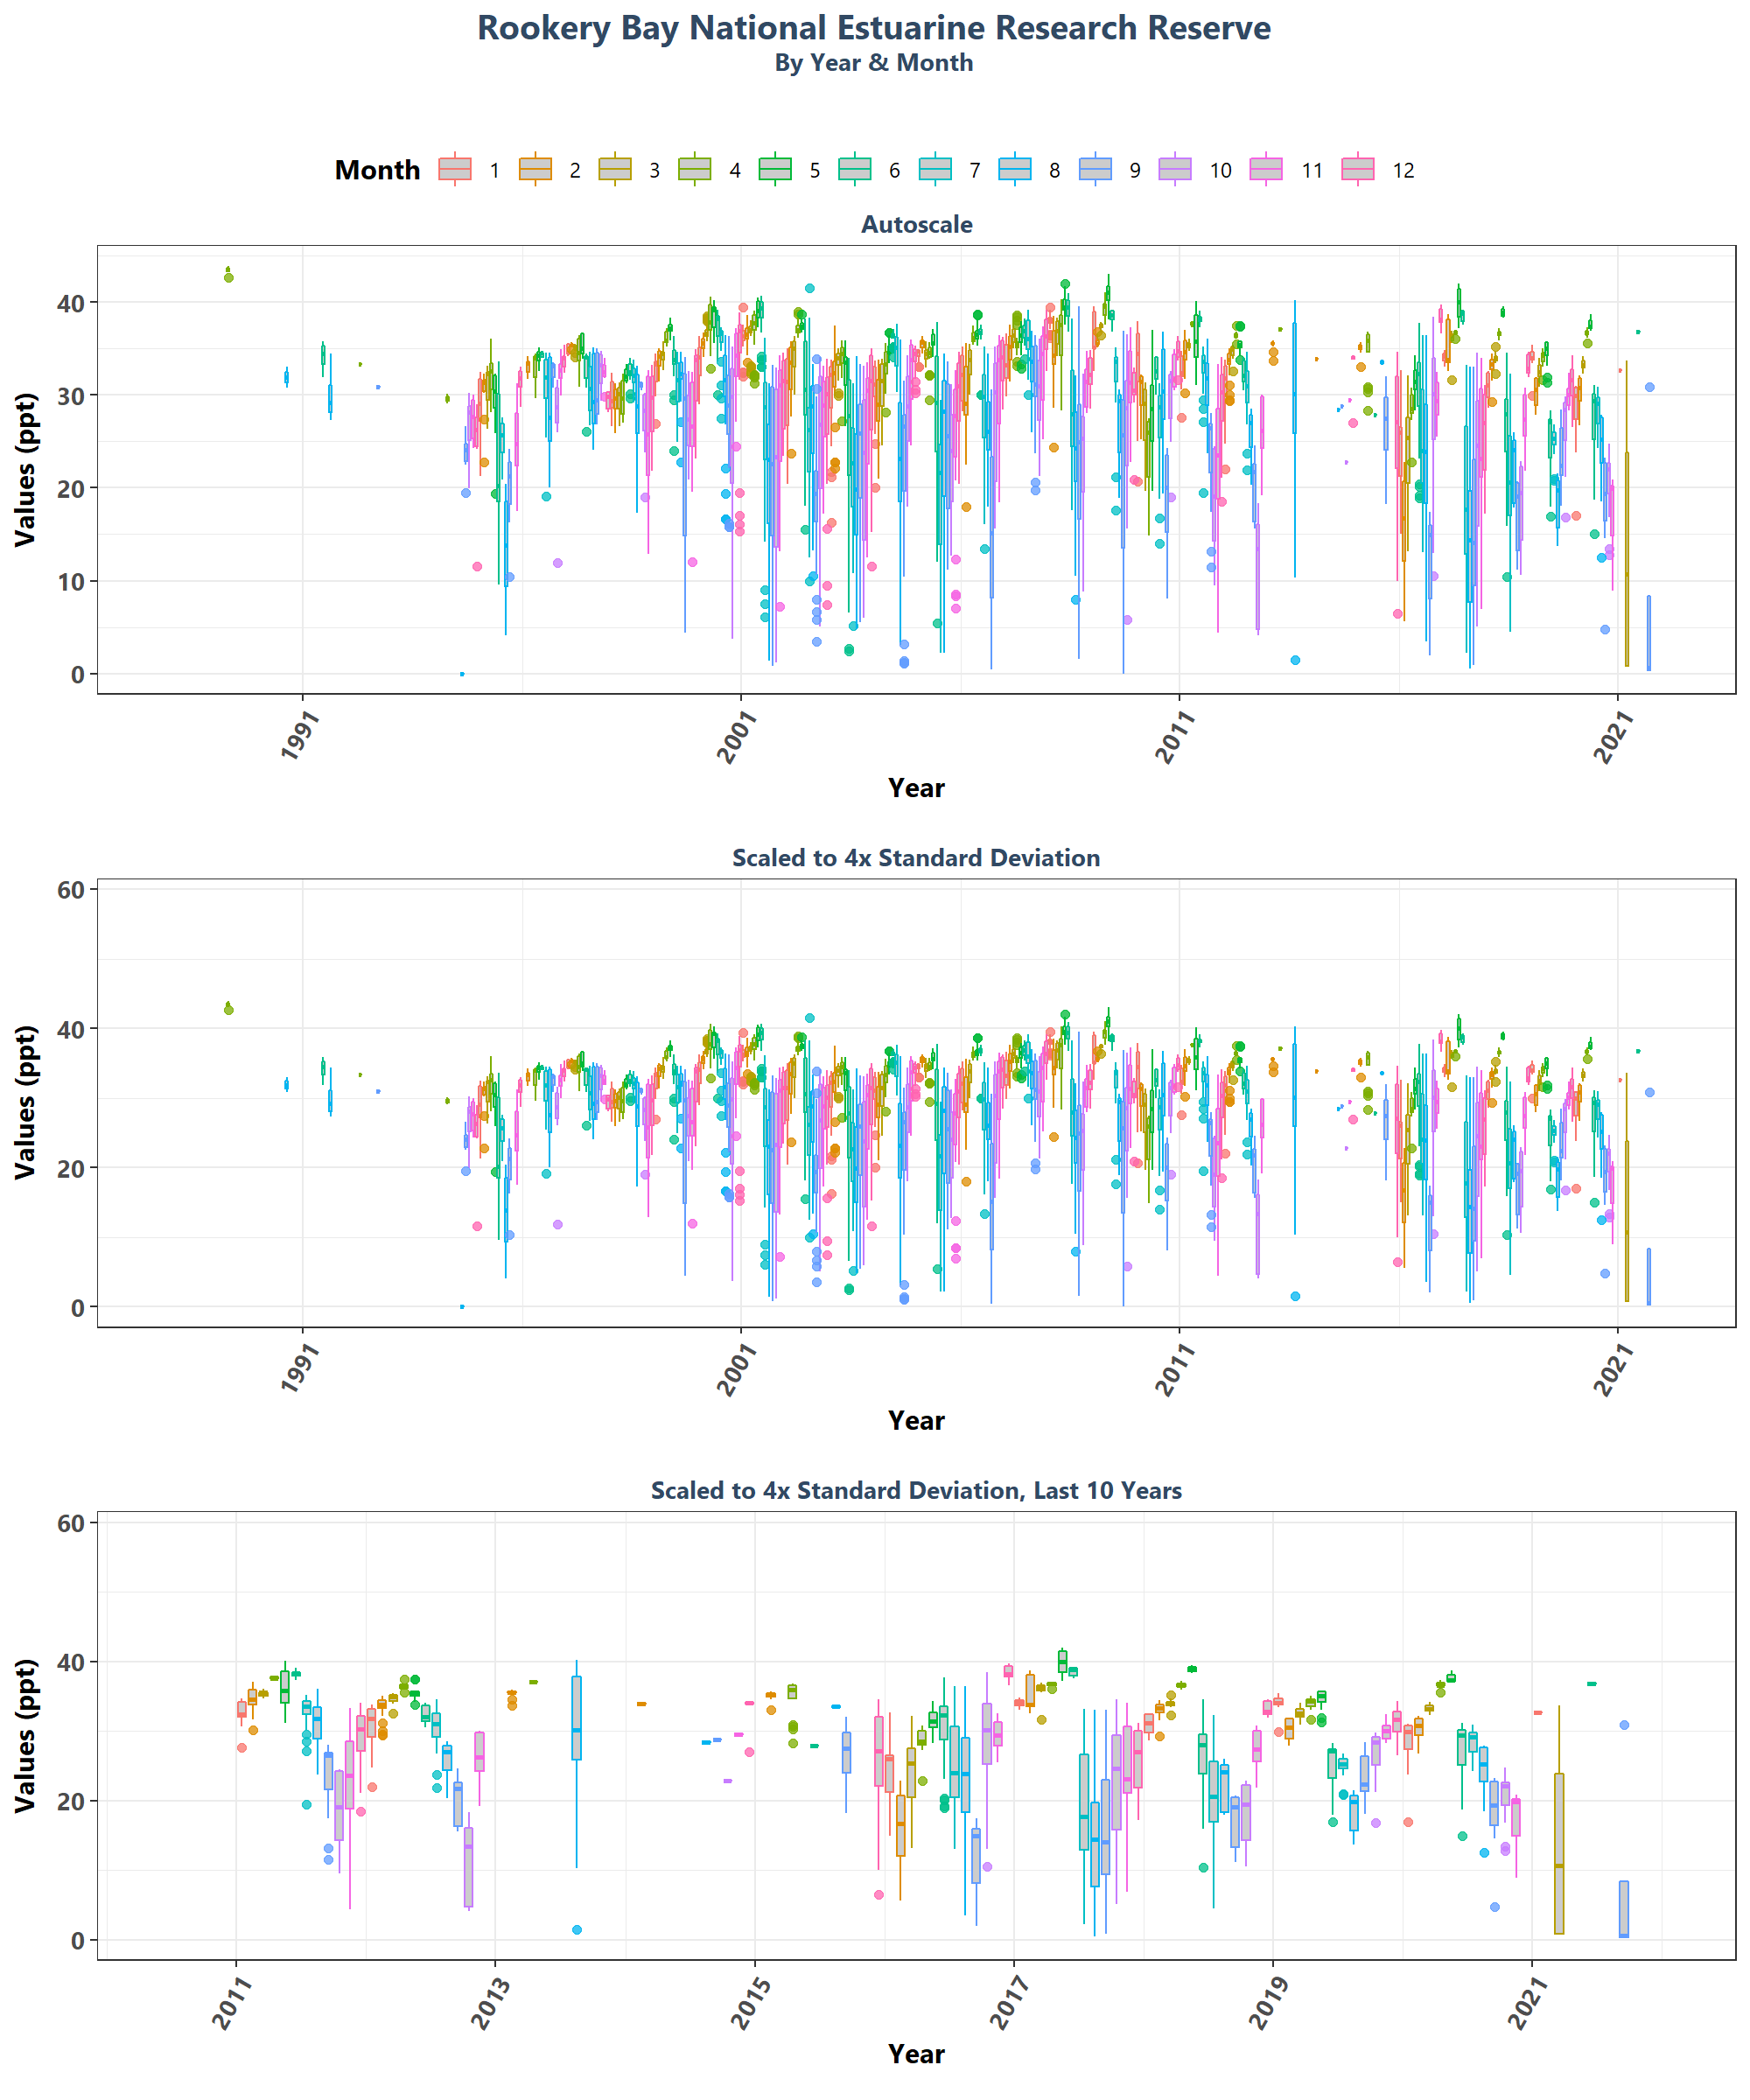 Rookery Bay National Estuarine Research Reserve
By Year & Month
Month 1 2 3 4 5 6 7 8 9 10 11 12
Autoscale
Values (ppt)
40
30
20
10
0
1991 2001 2011 2021
Year
Scaled to 4x Standard Deviation
Values (ppt)
60
40
20
0
1991 2001 2011 2021
Year
Scaled to 4x Standard Deviation, Last 10 Years
Values (ppt)
60
40
20
0
2011 2013 2015 2017 2019 2021
Year